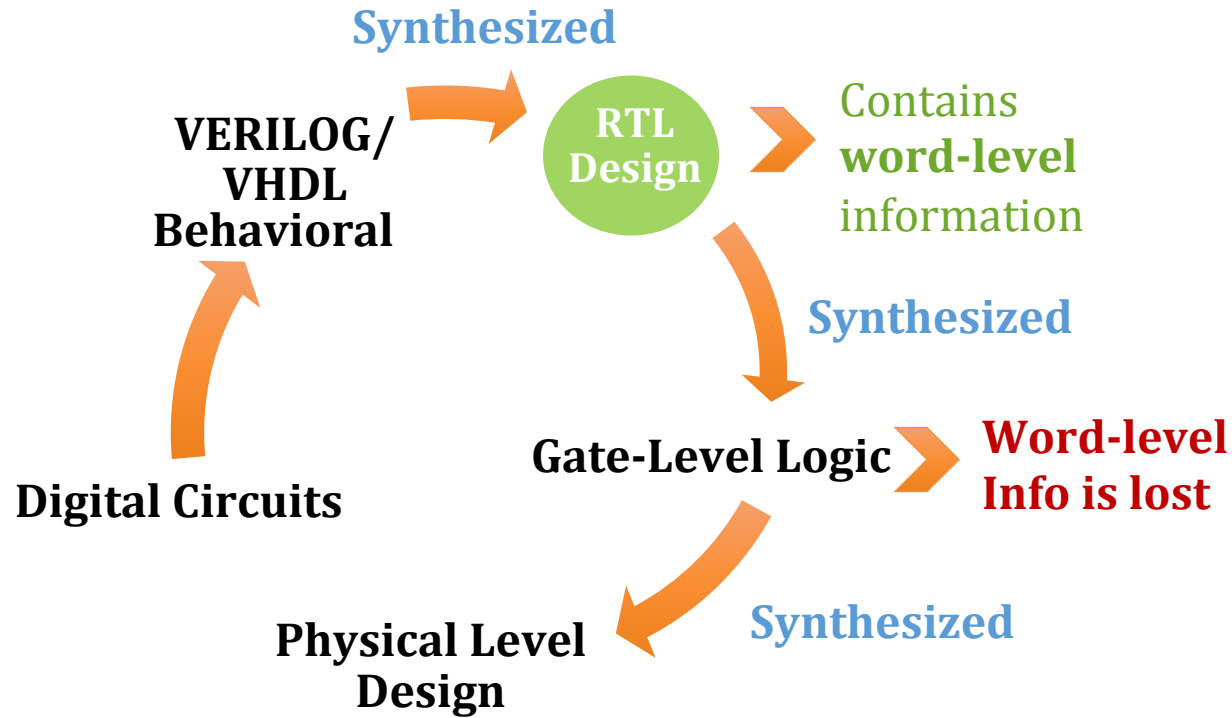 Synthesized
VERILOG/
VHDL
Behavioral
RTL
Design
Contains
word-level
information
Synthesized
Digital Circuits
Gate-Level Logic
Word-level
Info is lost
Synthesized
Physical Level
Design